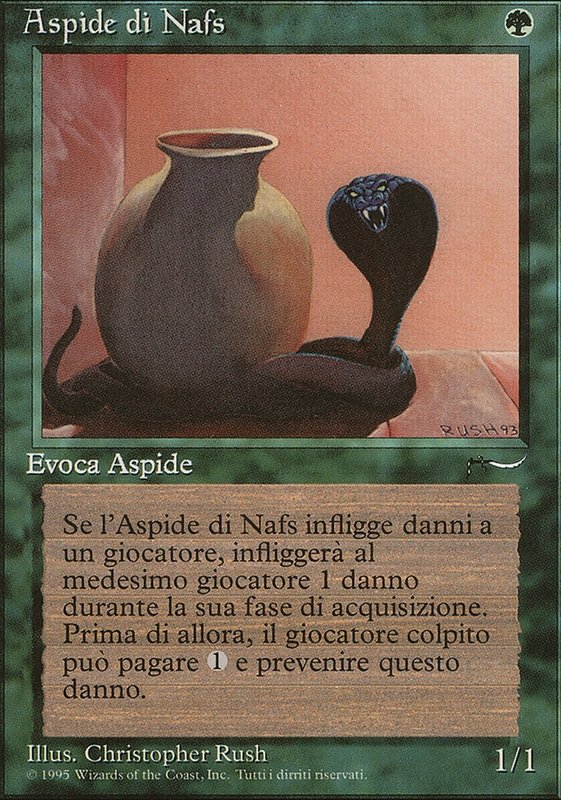 Aspide di Nafs
RUSH 93
Evoca Aspide
Se l'Aspide di Nafs infligge danni a
un giocatore, infliggerà al
medesimo giocatore 1 danno
durante la sua fase di acquisizione.
Prima di allora, il giocatore colpito
può pagare 1 e prevenire questo
danno.
Illus. Christopher Rush
1/1
© 1995 Wizards of the Coast, Inc. Tutti i dirriti riservati.